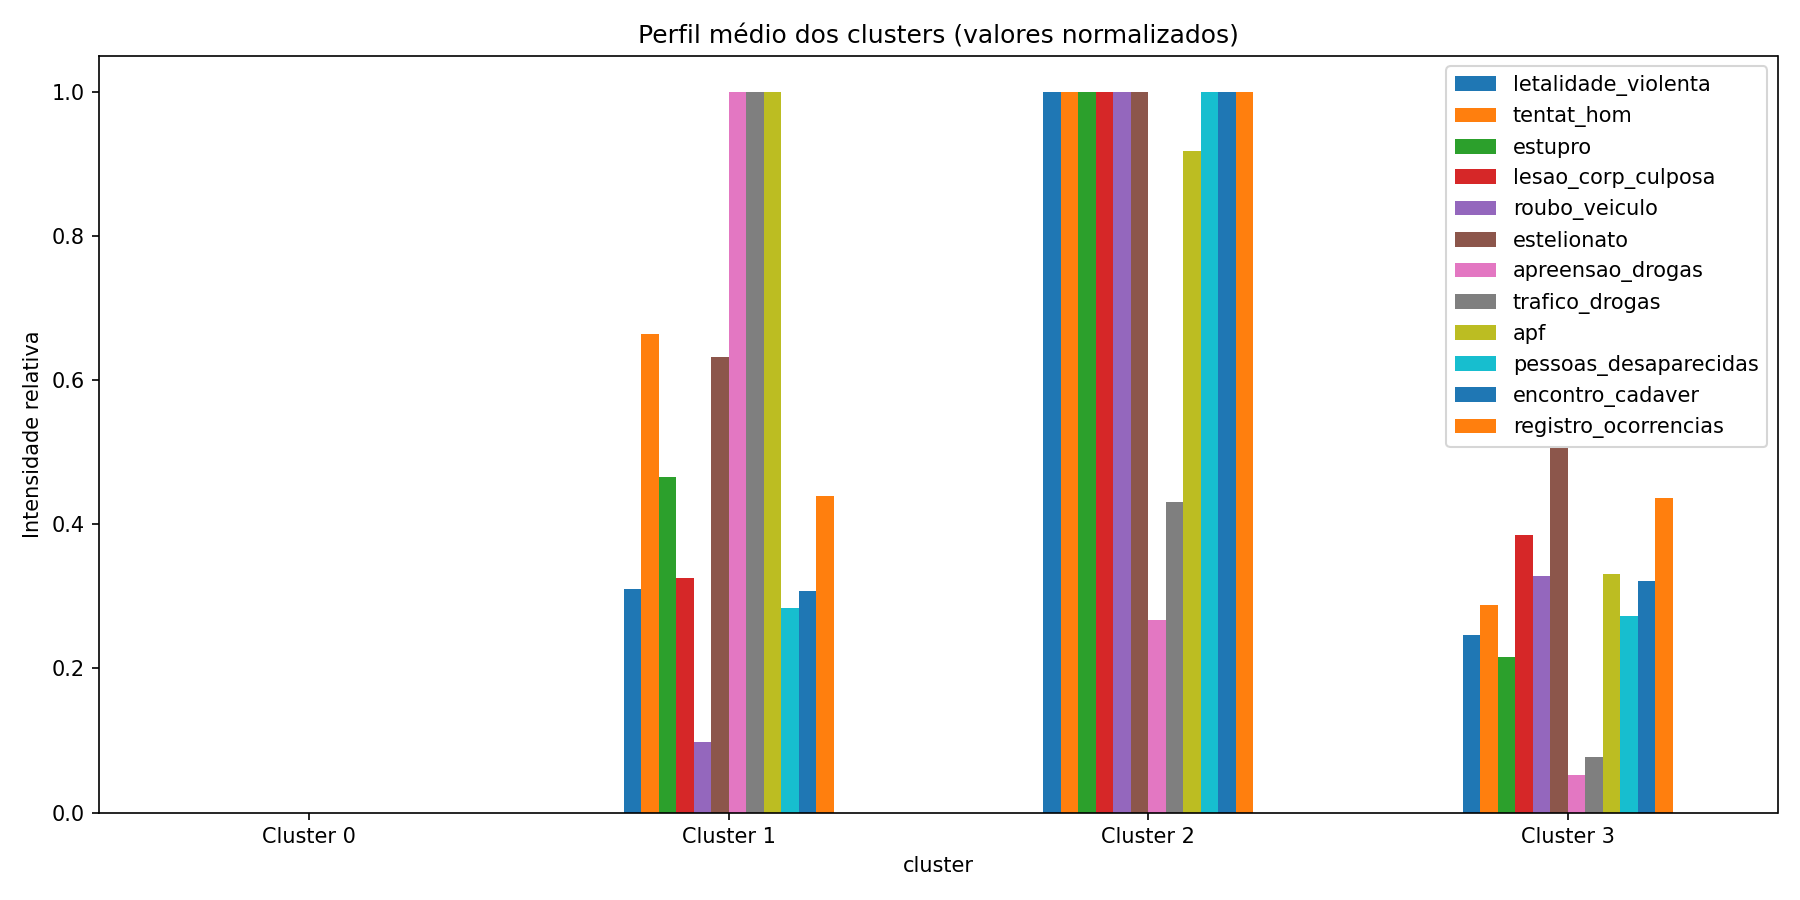 Perfil médio dos clusters (valores normalizados)
letalidade_violenta
tentat_hom
estupro
lesao_corp_culposa
roubo_veiculo
estelionato
apreensao_drogas
trafico_drogas
apf
pessoas_desaparecidas
encontro_cadaver
registro_ocorrencias
Intensidade relativa
1.0
0.8
0.6
0.4
0.2
0.0
Cluster 0
Cluster 1
Cluster 2
Cluster 3
cluster